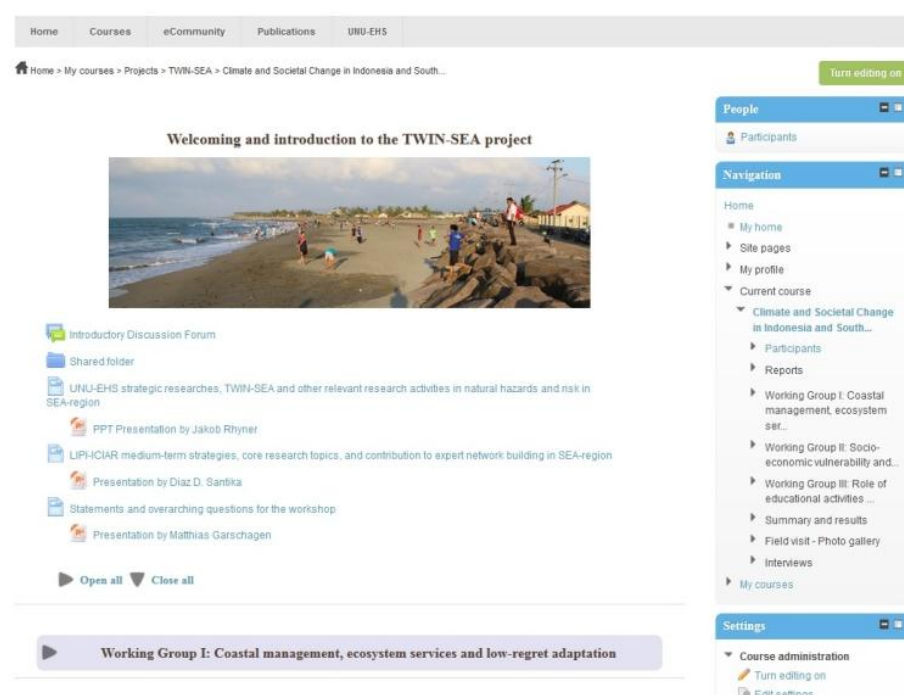 Home Courses eCommunity Publications UNU-EHS
Home > My courses > Projects > TWIN-SEA > Climate and Societal Change in Indonesia and South...
Turn editing on
Welcoming and introduction to the TWIN-SEA project
Introductory Discussion Forum
Shared folder
UNU-EHS strategic researches, TWIN-SEA and other relevant research activities in natural hazards and risk in
SEA-region
PPT Presentation by Jakob Rhyner
LIPI-ICIAR medium-term strategies, core research topics, and contribution to expert network building in SEA-region
Presentation by Diaz D. Santika
Statements and overarching questions for the workshop
Presentation by Matthias Garschagen
Open all Close all
Working Group I: Coastal management, ecosystem services and low-regret adaptation
People
Participants
Navigation
Home
My home
Site pages
My profile
Current course
Climate and Societal Change
in Indonesia and South...
Participants
Reports
Working Group I: Coastal
management, ecosystem
ser...
Working Group II: Socio-
economic vulnerability and...
Working Group III: Role of
educational activities ...
Summary and results
Field visit - Photo gallery
Interviews
My courses
Settings
Course administration
Turn editing on
Edit settings